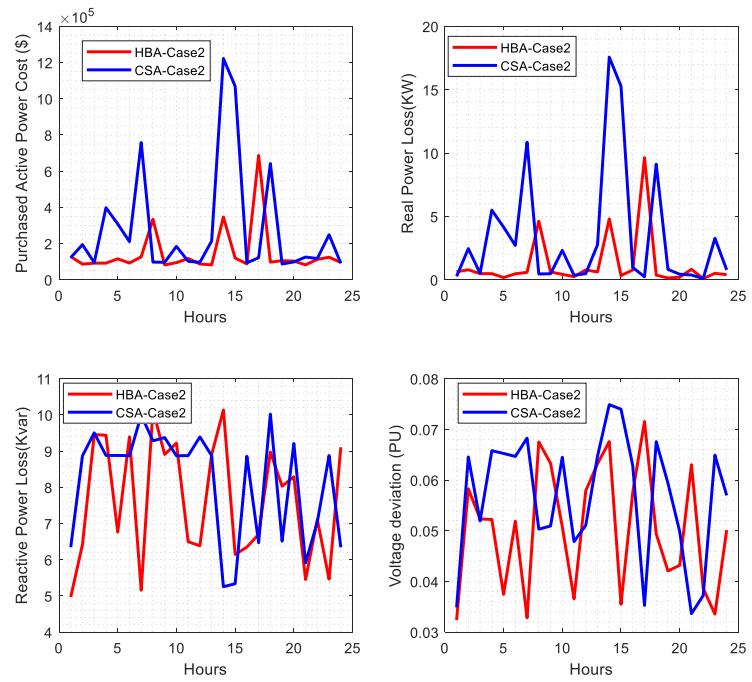 ×10⁵
14
12
10
8
6
4
2
0
Purchased Active Power Cost ($)
HBA-Case2
CSA-Case2
0 5 10 15 20 25
Hours
20
15
10
5
0
Real Power Loss(KW)
HBA-Case2
CSA-Case2
0 5 10 15 20 25
Hours
11
10
9
8
7
6
5
4
Reactive Power Loss(Kvar)
HBA-Case2
CSA-Case2
0 5 10 15 20 25
Hours
0.08
0.07
0.06
0.05
0.04
0.03
Voltage deviation (PU)
HBA-Case2
CSA-Case2
0 5 10 15 20 25
Hours